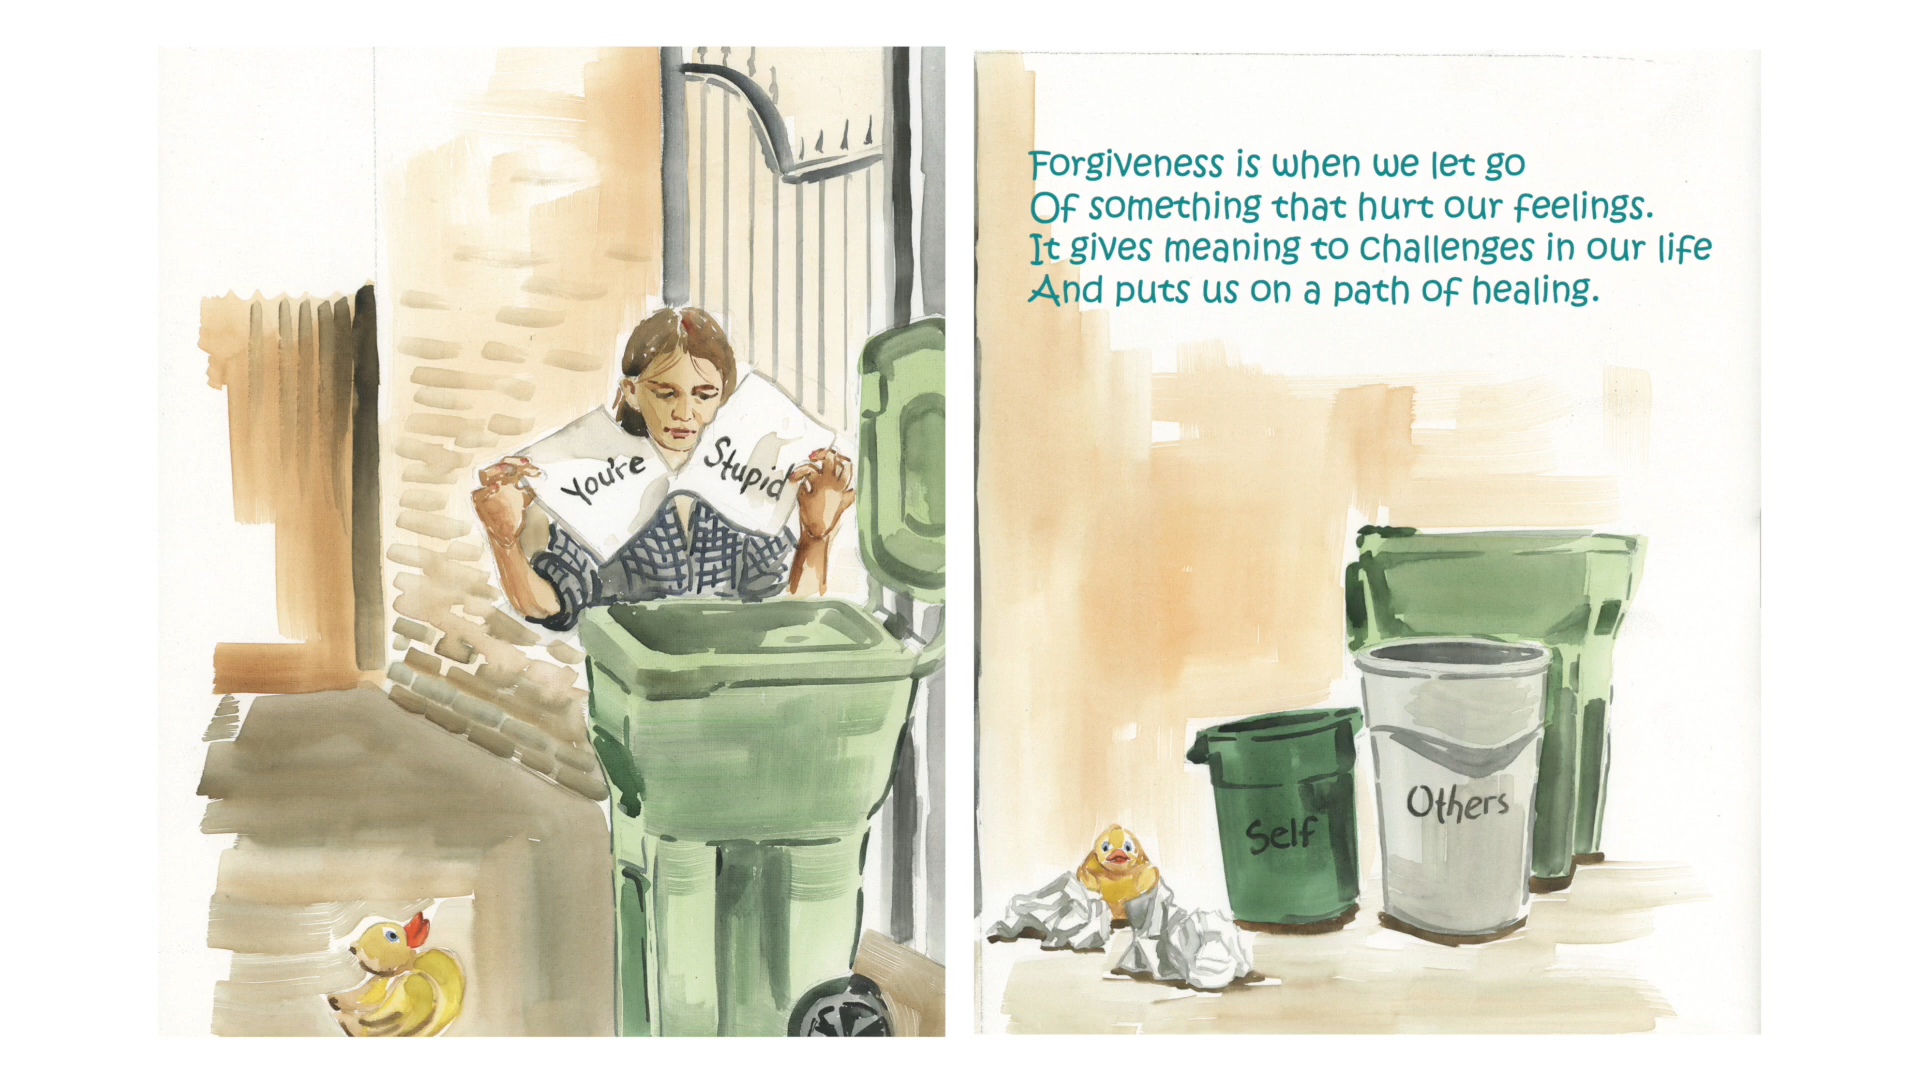 You're
Stupid
Forgiveness is when we let go
Of something that hurt our feelings.
It gives meaning to challenges in our life
And puts us on a path of healing.
Self
Others